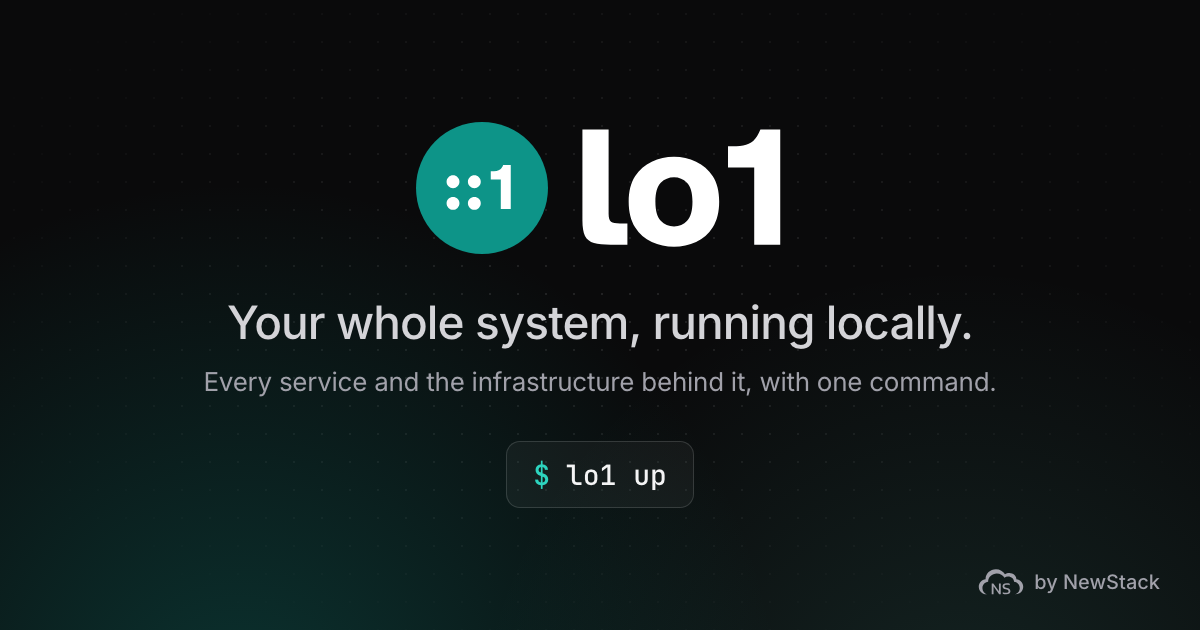 ::1 lo1
Your whole system, running locally.
Every service and the infrastructure behind it, with one command.
$ lo1 up
NS by NewStack